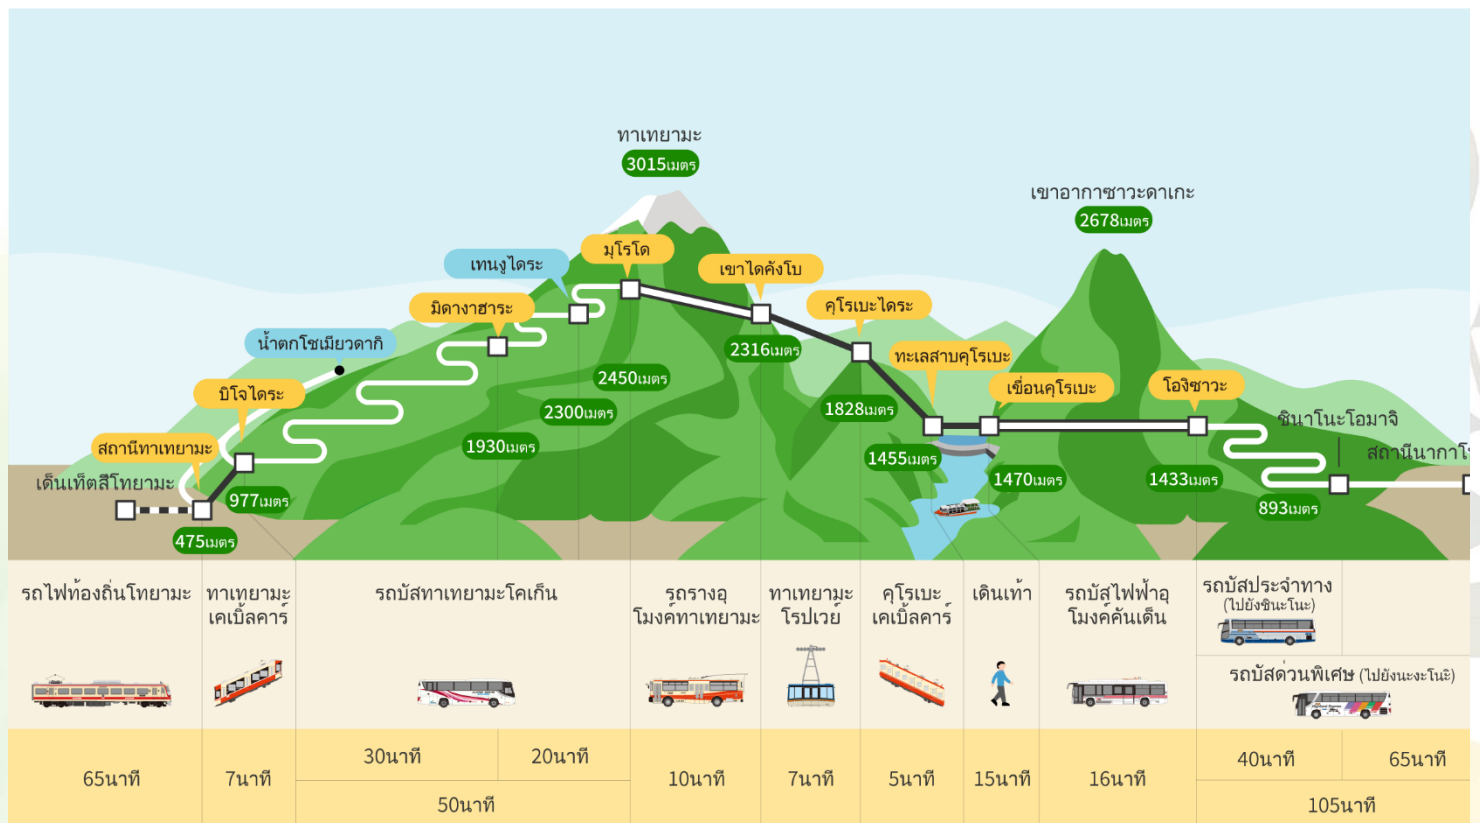 ทาเทยามะ
3015เมตร
เขาอากาซาวะดาเกะ
2678เมตร
มุโรโด
เทนงูไดระ
เขาไดคังโบ
มิดางาฮาระ
คุโรเบะไดระ
น้ำตกโชเมียวดากิ
ทะเลสาบคุโรเบะ
2316เมตร
2450เมตร
บิโจไดระ
เขื่อนคุโรเบะ
โองิซาวะ
1828เมตร
2300เมตร
ชินาโนะโอมาจิ
สถานีทาเทยามะ
1930เมตร
สถานีนากาโ
1455เมตร
เด็นเท็ตสึโทยามะ
1470เมตร
1433เมตร
977เมตร
893เมตร
475เมตร
รถไฟท้องถิ่นโทยามะ
ทาเทยามะ
เคเบิ้ลคาร์
รถบัสทาเทยามะโคเก็น
รถรางอุ
โมงค์ทาเทยามะ
ทาเทยามะ
โรปเวย์
คุโรเบะ
เคเบิ้ลคาร์
เดินเท้า
รถบัสไฟฟ้าอุ
โมงค์คันเด็น
รถบัสประจำทาง
(ไปยังชินะโนะ)
รถบัสด่วนพิเศษ (ไปยังนะงะโนะิ)
65นาที
7นาที
30นาที
20นาที
50นาที
10นาที
7นาที
5นาที
15นาที
16นาที
40นาที
65นาที
105นาที